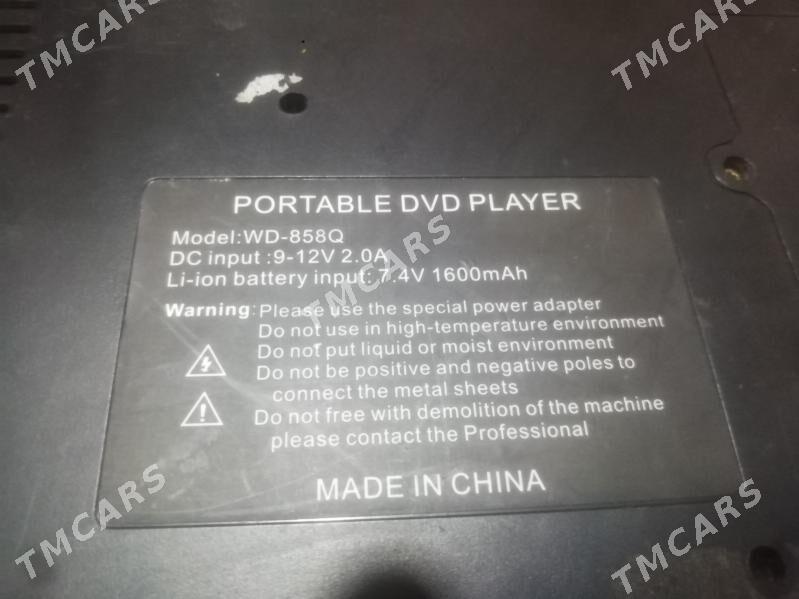 TMCARS
TMCARS
PORTABLE DVD PLAYER
Model:WD-858Q
DC input :9-12V 2.0A
Li-ion battery input: 7.4V 1600mAh
TMCARS
Warning: Please use the special power adapter
Do not use in high-temperature environment
Do not put liquid or moist environment
Do not be positive and negative poles to
connect the metal sheets
Do not free with demolition of the machine
please contact the Professional
MADE IN CHINA
TMCARS
TMCARS